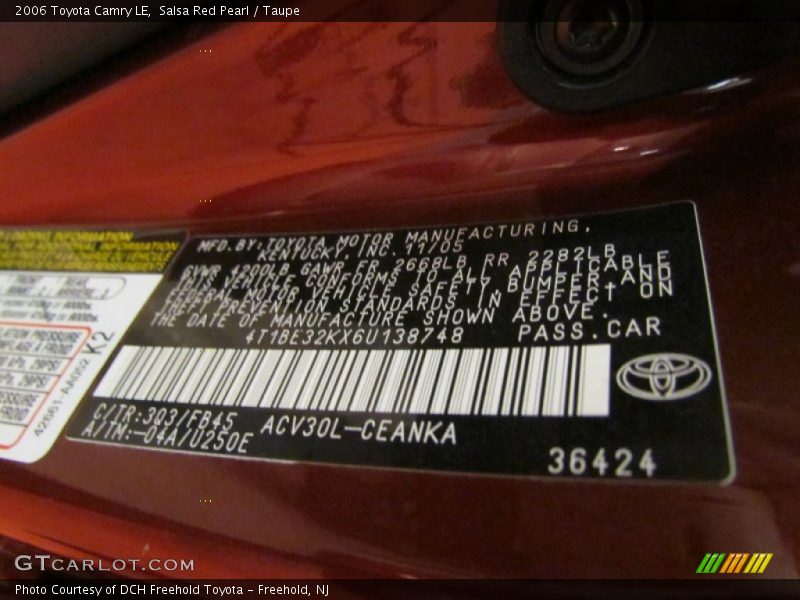 2006 Toyota Camry LE, Salsa Red Pearl / Taupe
MFD. BY: TOYOTA MOTOR MANUFACTURING,
KENTUCKY, INC. 11/05
GVWR 4200LB GAWR FR 2668LB RR 2282LB
THIS VEHICLE CONFORMS TO ALL APPLICABLE
FEDERAL MOTOR VEHICLE SAFETY, BUMPER, AND
THEFT PREVENTION STANDARDS IN EFFECT ON
THE DATE OF MANUFACTURE SHOWN ABOVE.
4T1BE32KX6U138748 PASS.CAR
C/TR:3Q3/FB45 ACV30L-CEANKA
A/TM:-04A/U250E
36424
K2
GTCARLOT.COM
Photo Courtesy of DCH Freehold Toyota - Freehold, NJ